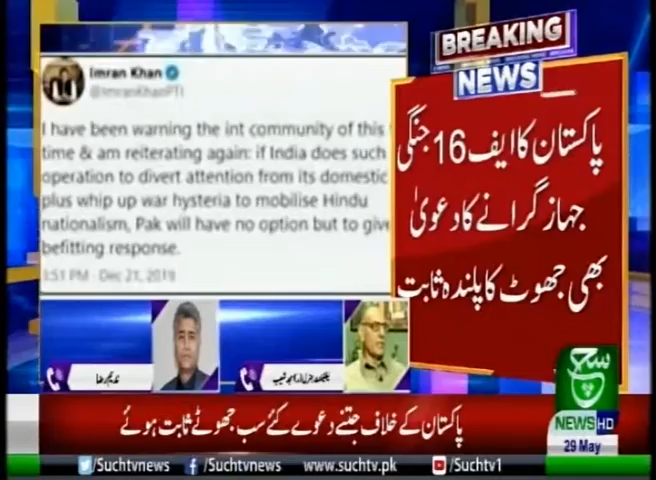 BREAKING
NEWS
Imran Khan
@ImranKhanPTI
I have been warning the int community of this
time & am reiterating again: if India does such
operation to divert attention from its domestic
plus whip up war hysteria to mobilise Hindu
nationalism, Pak will have no option but to give
befitting response.
3:51 PM - Dec 21, 2019
پاکستان کا ایف 16 جنگی
جہاز گرانے کا دعویٰ
بھی جھوٹ کا پلندہ ثابت
ندیم رضا
لیفٹیننٹ جنرل (ر) امجد شعیب
سچ
NEWS HD
29 May
پاکستان کے خلاف جتنے دعوے کئے سب جھوٹے ثابت ہوئے
/Suchtvnews
/Suchtvnews
www.suchtv.pk
/Suchtv1